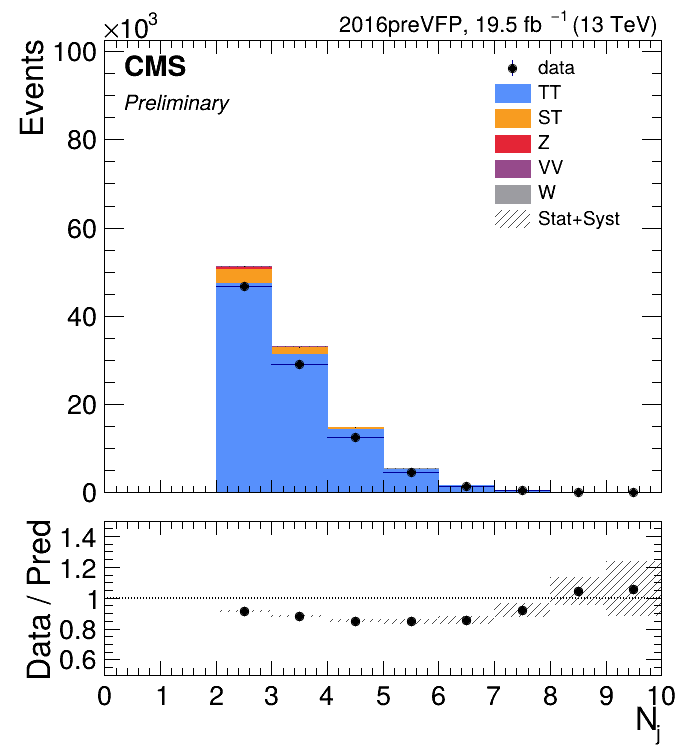 ×10³
2016preVFP, 19.5 fb ⁻¹ (13 TeV)
Events
100
80
60
40
20
0
CMS
Preliminary
data
TT
ST
Z
VV
W
Stat+Syst
Data / Pred
1.4
1.2
1
0.8
0.6
0 1 2 3 4 5 6 7 8 9 10
N_j